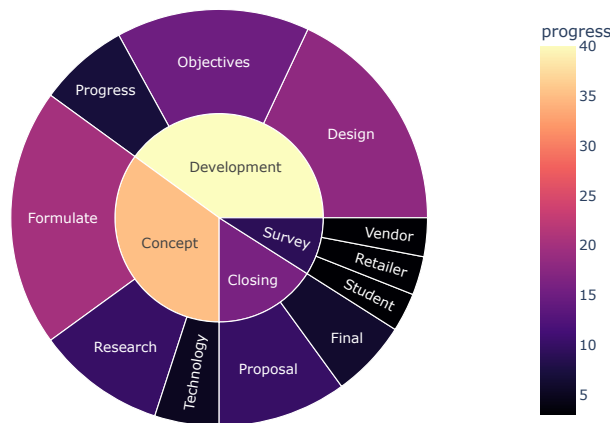 progress
Objectives
Progress
Design
Development
Formulate
Concept
Survey
Vendor
Retailer
Student
Closing
Research
Technology
Proposal
Final
40
35
30
25
20
15
10
5